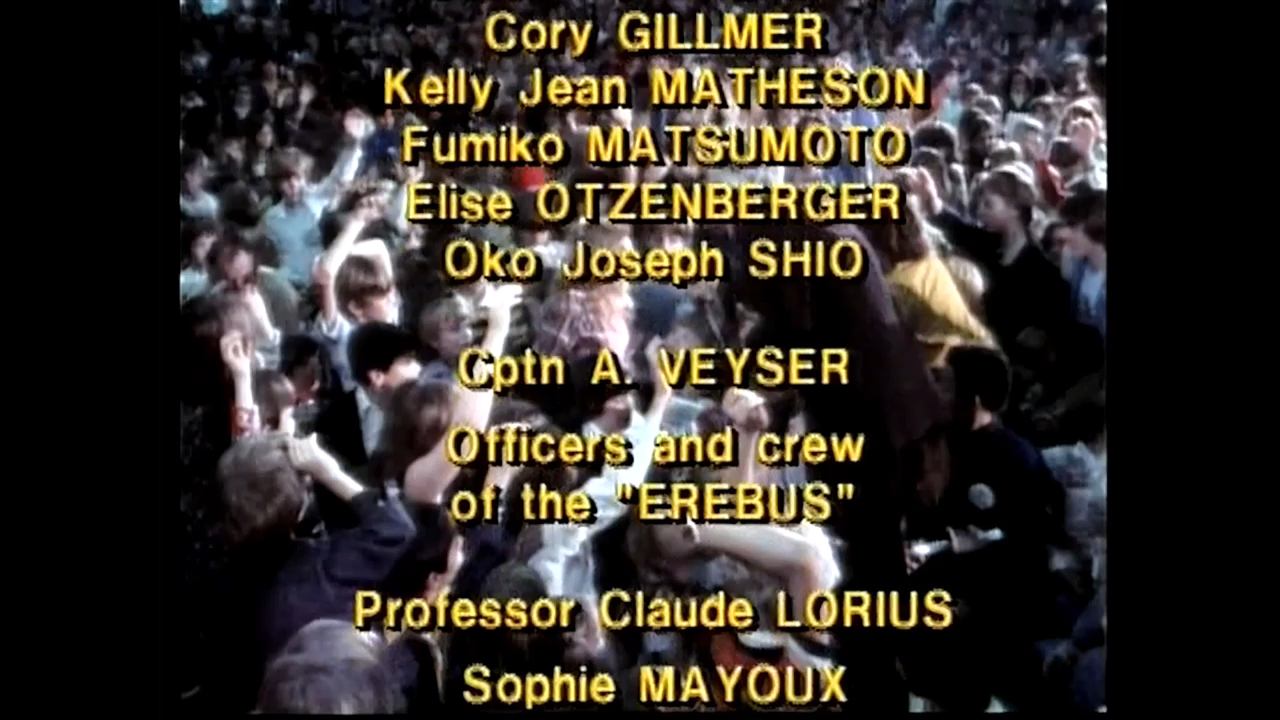 Cory GILLMER
Kelly Jean MATHESON
Fumiko MATSUMOTO
Elise OTZENBERGER
Oko Joseph SHIO
Cptn A. VEYSER
Officers and crew
of the "EREBUS"
Professor Claude LORIUS
Sophie MAYOUX